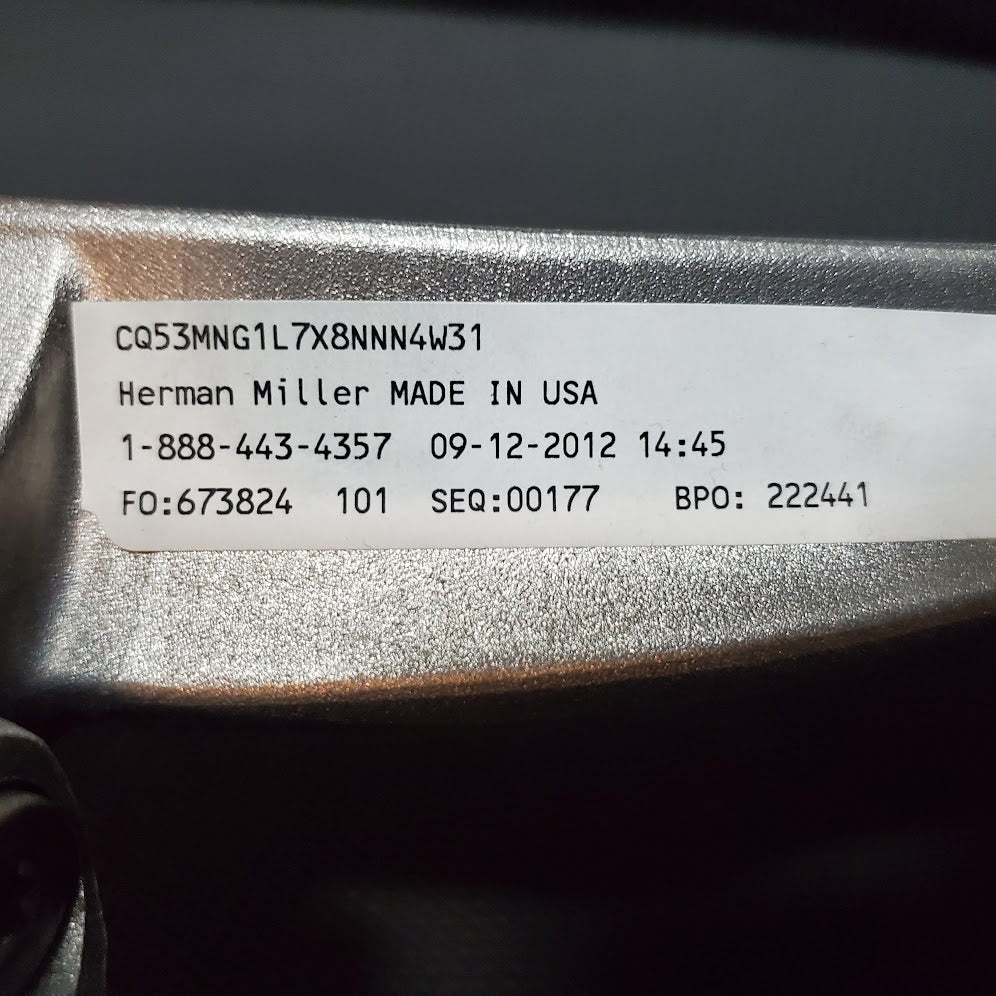 CQ53MNG1L7X8NNN4W31
Herman Miller MADE IN USA
1-888-443-4357 09-12-2012 14:45
FO:673824 101 SEQ:00177 BPO: 222441